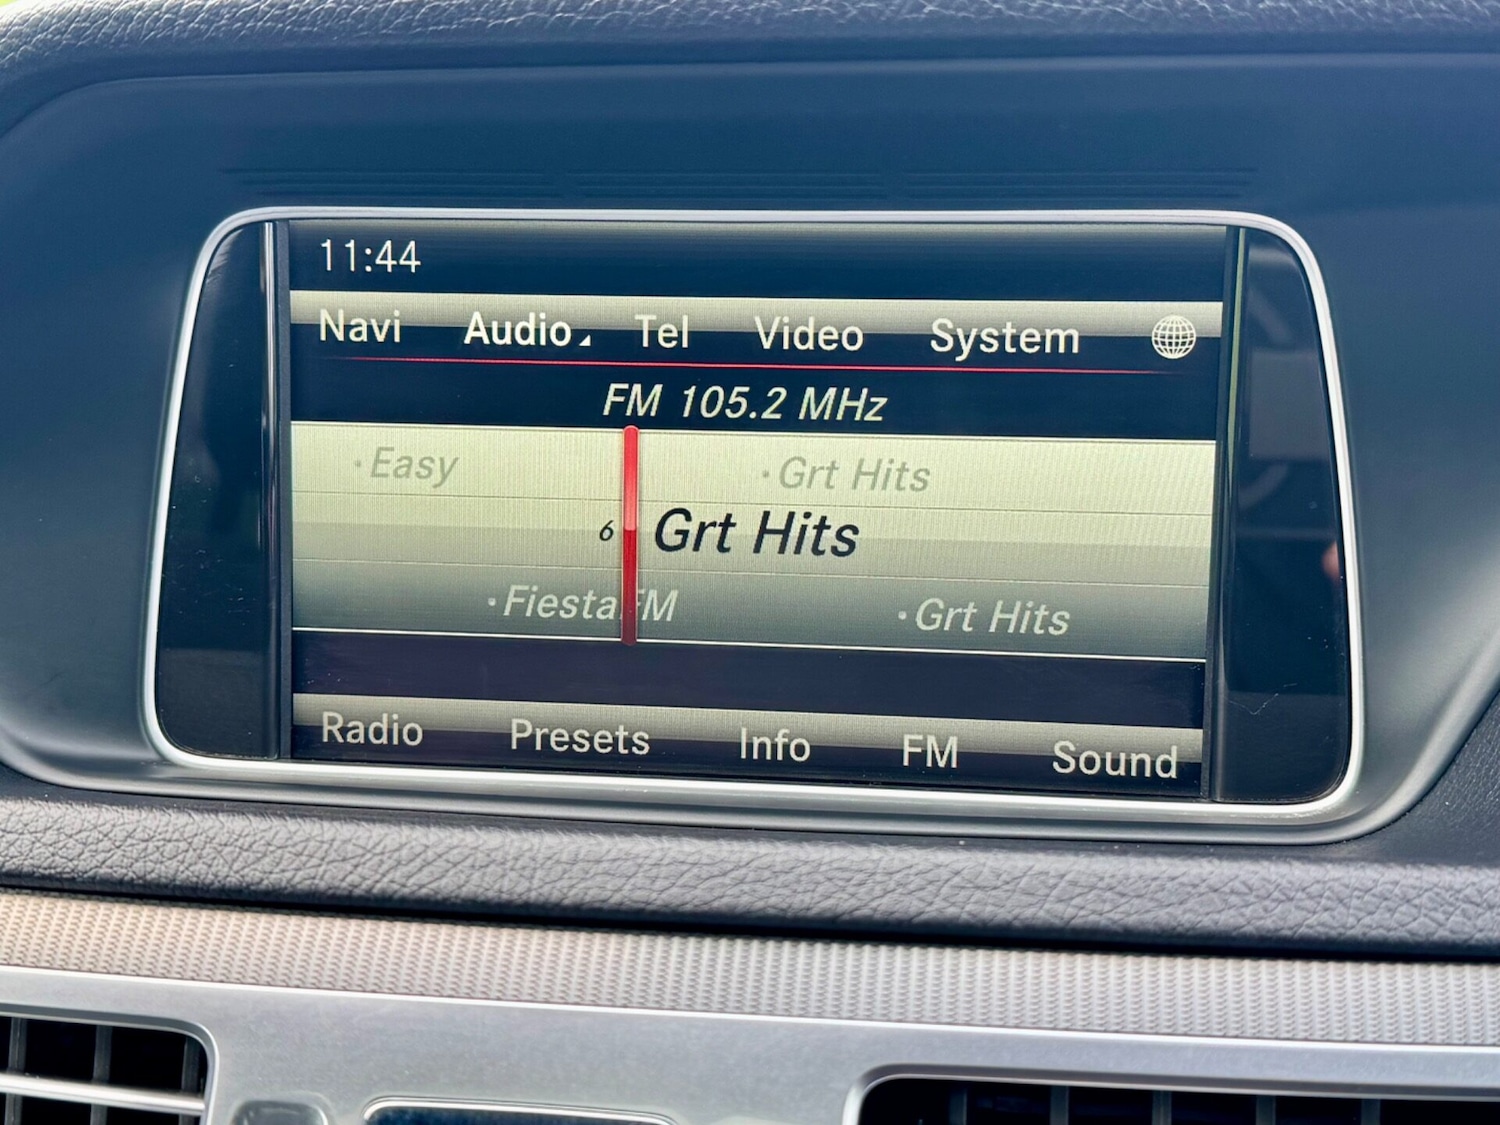 11:44
Navi Audio Tel Video System
FM 105.2 MHz
·Easy ·Grt Hits
6 Grt Hits
·Fiesta FM ·Grt Hits
Radio Presets Info FM Sound